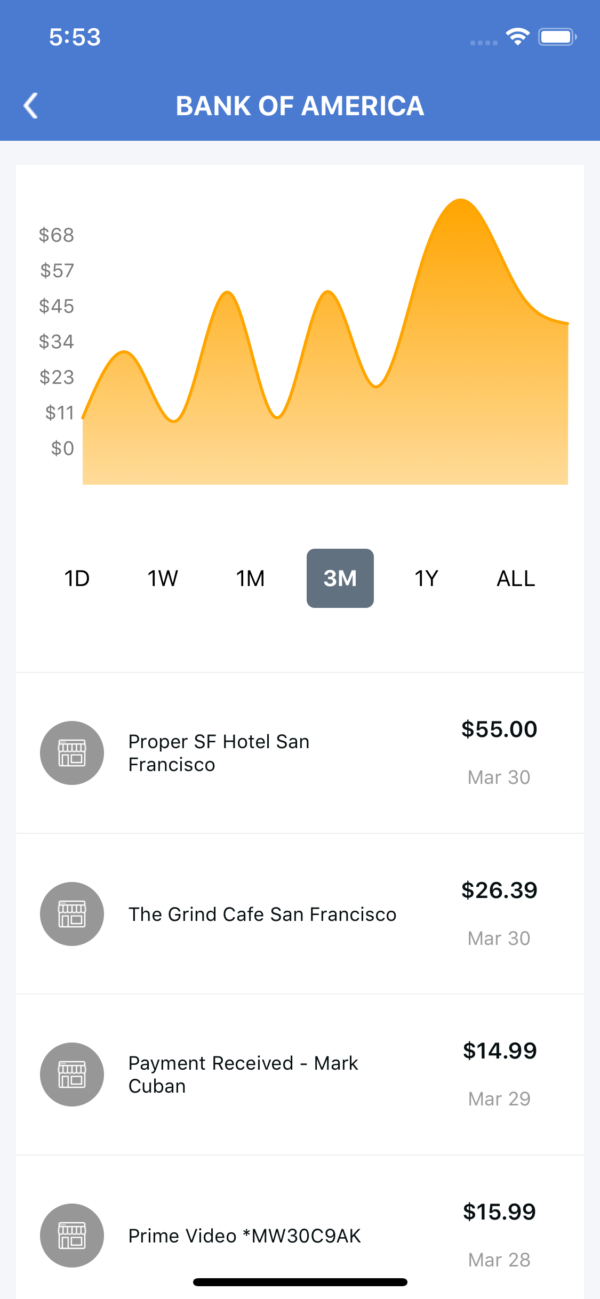 5:53
BANK OF AMERICA
$68
$57
$45
$34
$23
$11
$0
1D 1W 1M 3M 1Y ALL
Proper SF Hotel San
Francisco
$55.00
Mar 30
The Grind Cafe San Francisco
$26.39
Mar 30
Payment Received - Mark
Cuban
$14.99
Mar 29
Prime Video *MW30C9AK
$15.99
Mar 28